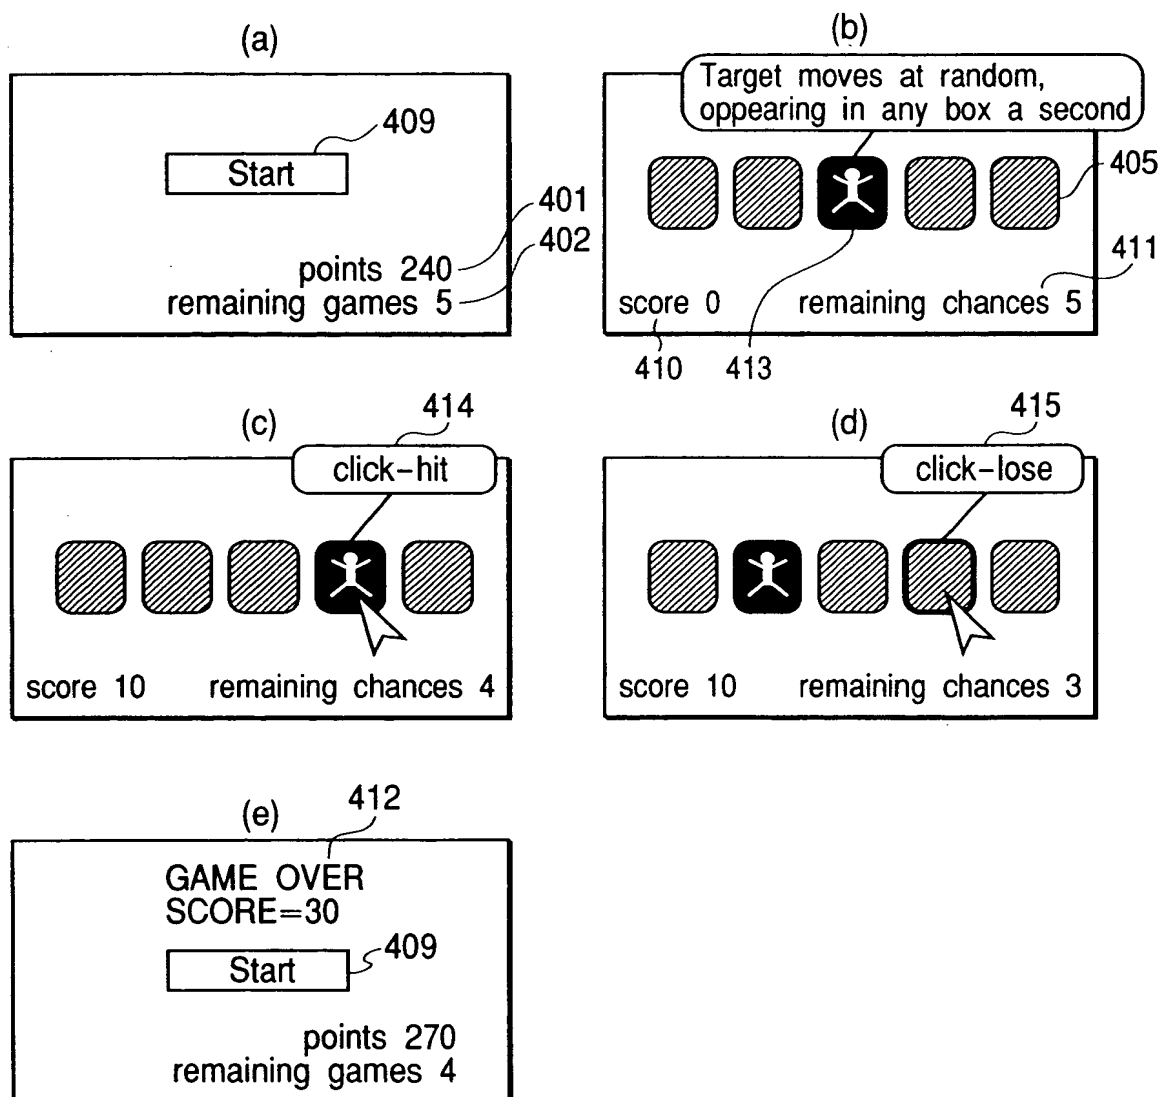 (a)
409
Start
401
402
points 240
remaining games 5
(b)
Target moves at random,
oppearing in any box a second
405
411
score 0 remaining chances 5
410 413
(c)
414
click-hit
score 10 remaining chances 4
(d)
415
click-lose
score 10 remaining chances 3
(e)
412
GAME OVER
SCORE=30
409
Start
points 270
remaining games 4